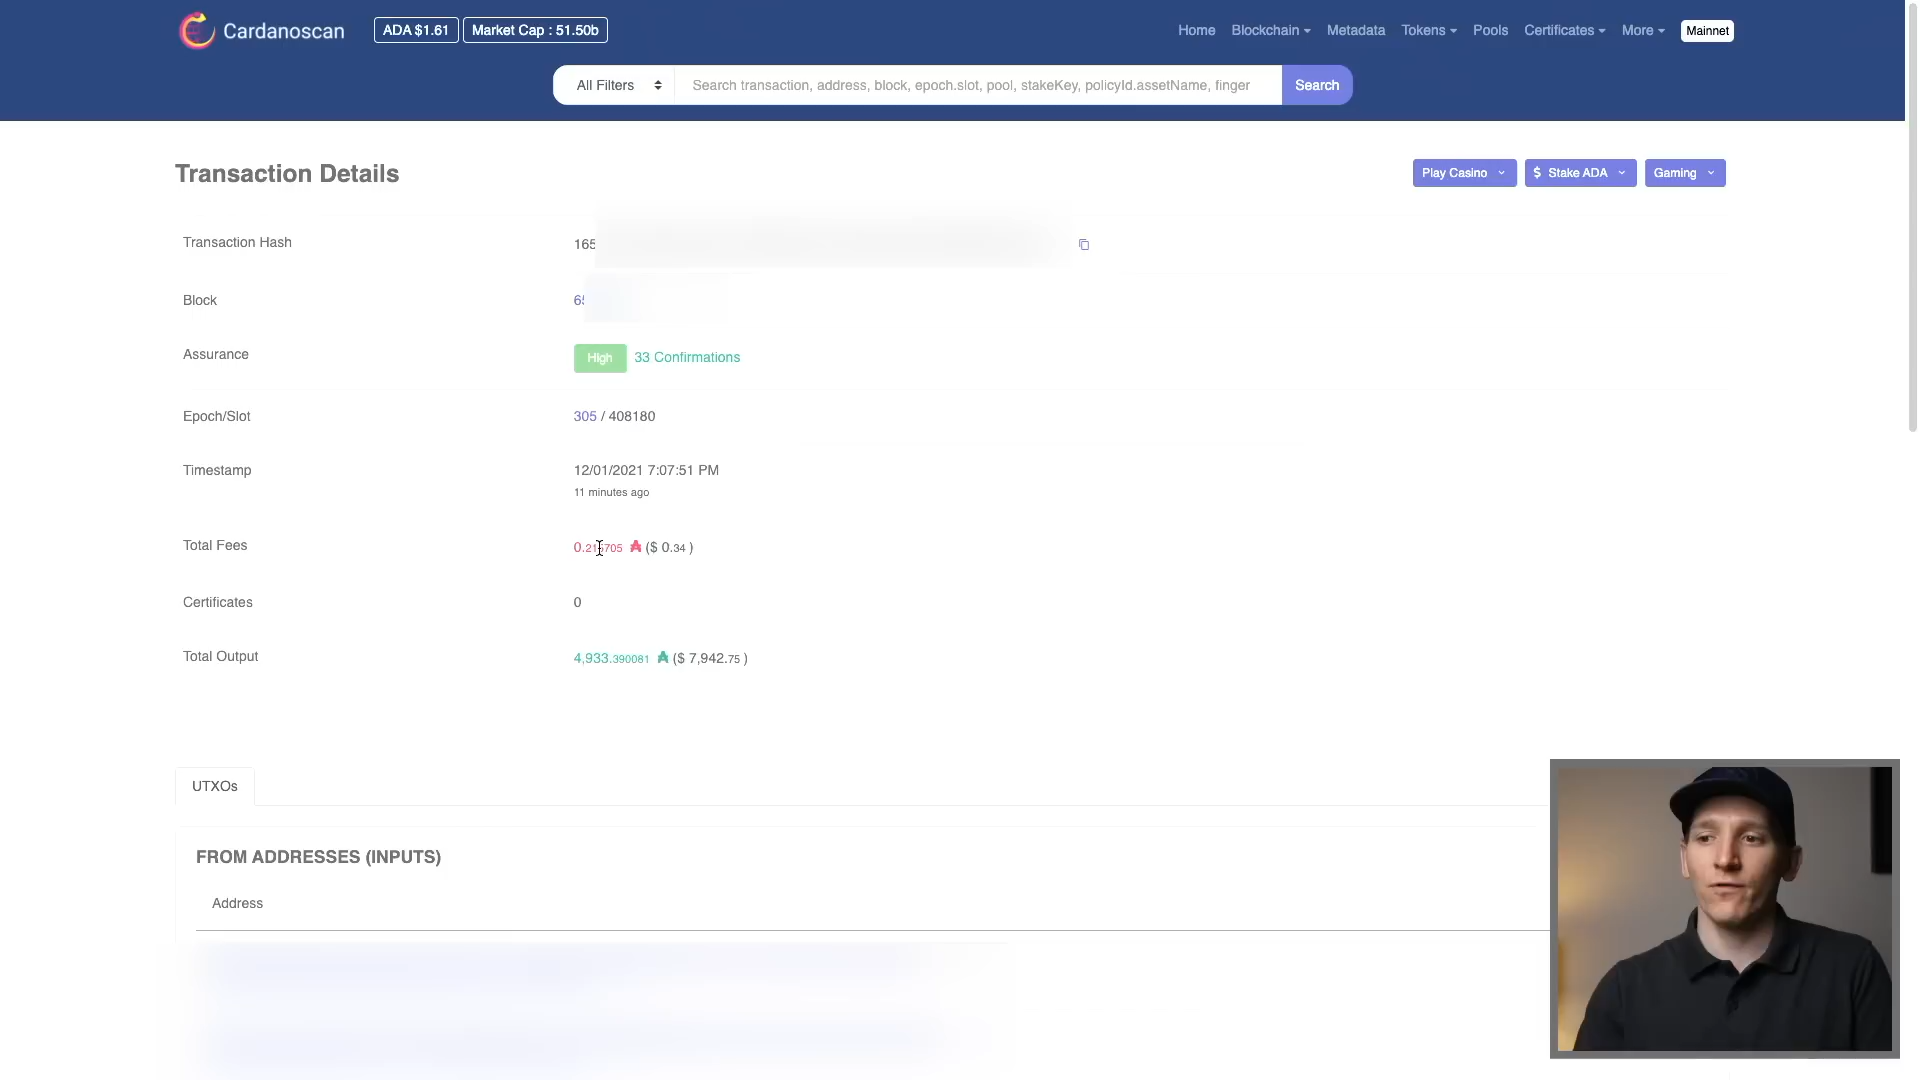 Cardanoscan ADA $1.61 Market Cap : 51.50b Home Blockchain Metadata Tokens Pools Certificates More Mainnet
All Filters Search transaction, address, block, epoch.slot, pool, stakeKey, policyId.assetName, finger Search
Transaction Details Play Casino $ Stake ADA Gaming
Transaction Hash 165
Block
Assurance High 33 Confirmations
Epoch/Slot 305 / 408180
Timestamp 12/01/2021 7:07:51 PM
11 minutes ago
Total Fees ₳ ($ 0.34 )
Certificates 0
Total Output 4,933.390081 ₳ ($ 7,942.75 )
UTXOs
FROM ADDRESSES (INPUTS)
Address